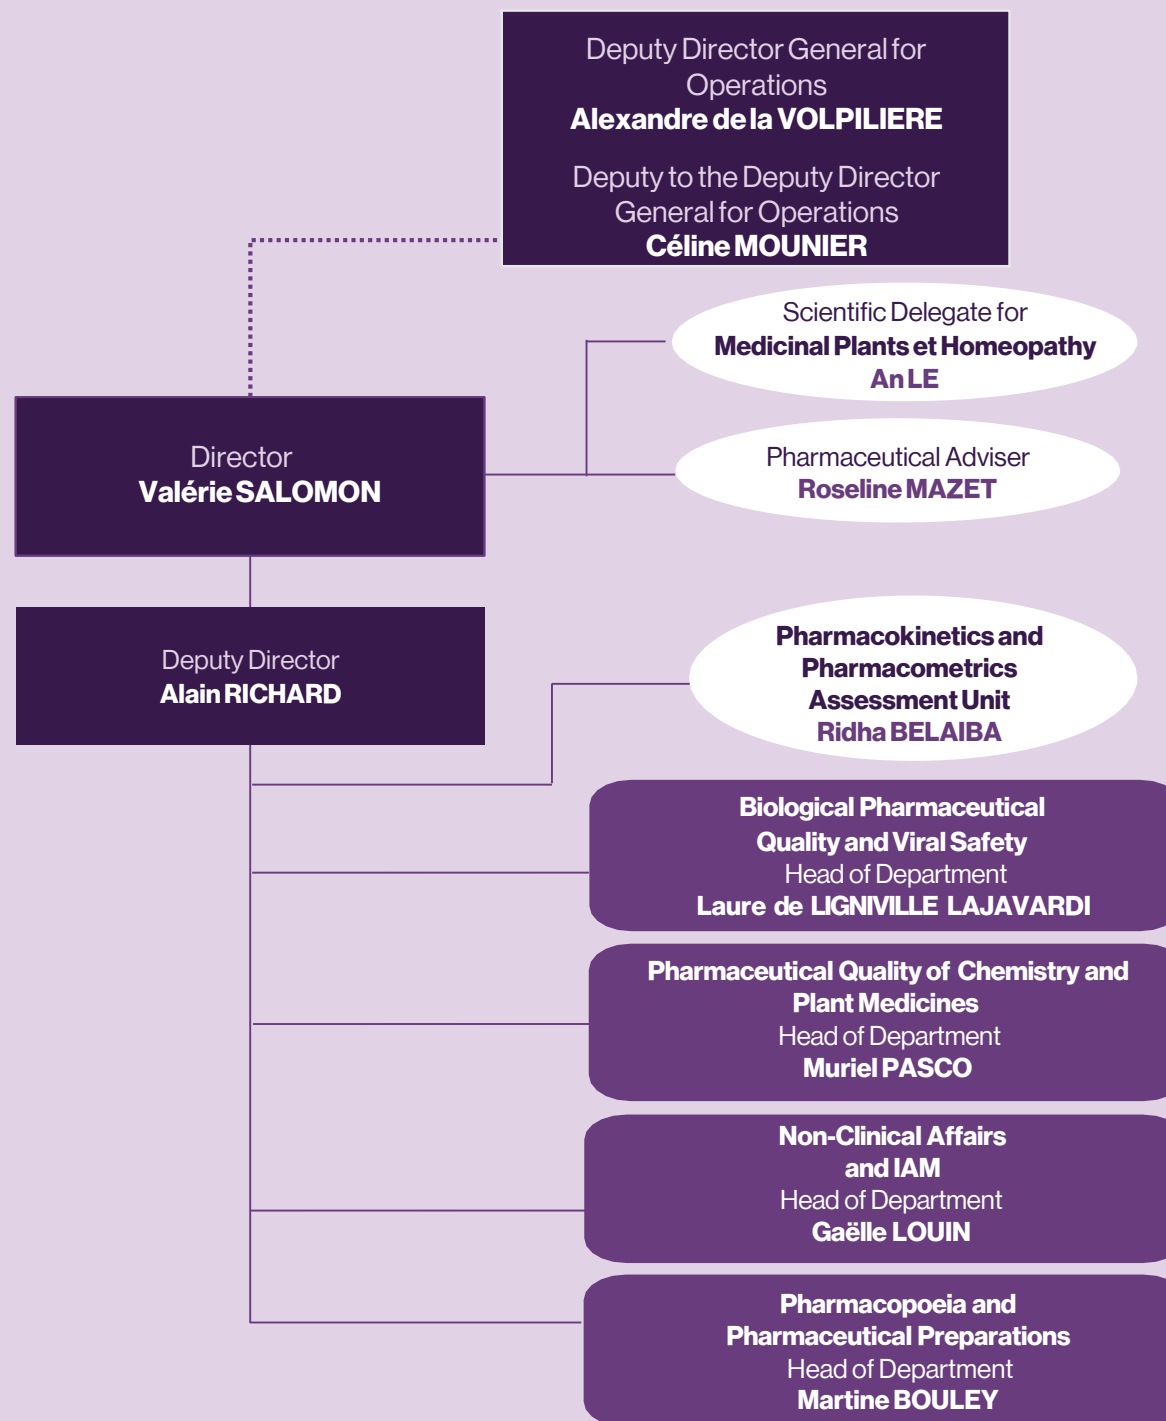 Deputy Director General for
Operations
Alexandre de la VOLPILIERE
Deputy to the Deputy Director
General for Operations
Céline MOUNIER
Scientific Delegate for
Medicinal Plants et Homeopathy
An LE
Director
Valérie SALOMON
Pharmaceutical Adviser
Roseline MAZET
Deputy Director
Alain RICHARD
Pharmacokinetics and
Pharmacometrics
Assessment Unit
Ridha BELAIBA
Biological Pharmaceutical
Quality and Viral Safety
Head of Department
Laure de LIGNIVILLE LAJAVARDI
Pharmaceutical Quality of Chemistry and
Plant Medicines
Head of Department
Muriel PASCO
Non-Clinical Affairs
and IAM
Head of Department
Gaëlle LOUIN
Pharmacopoeia and
Pharmaceutical Preparations
Head of Department
Martine BOULEY